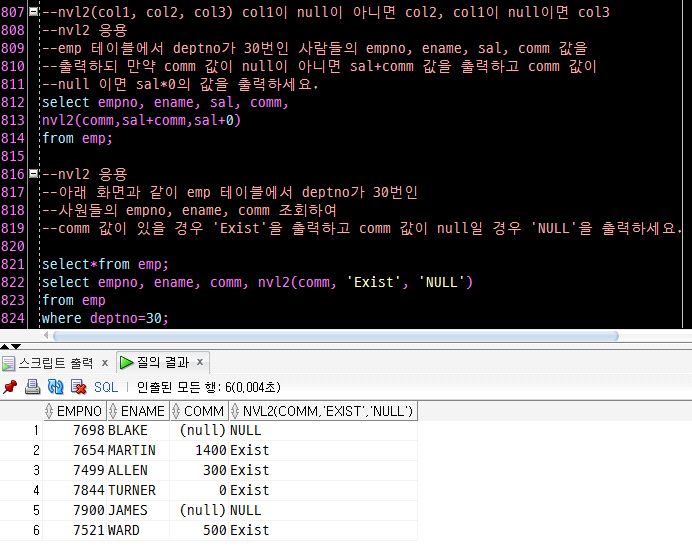 807 --nvl2(col1, col2, col3) col1이 null이 아니면 col2, col1이 null이면 col3
808 --nvl2 응용
809 --emp 테이블에서 deptno가 30번인 사람들의 empno, ename, sal, comm 값을
810 --출력하되 만약 comm 값이 null이 아니면 sal+comm 값을 출력하고 comm 값이
811 --null 이면 sal*0의 값을 출력하세요.
812 select empno, ename, sal, comm,
813 nvl2(comm,sal+comm,sal+0)
814 from emp;
815
816 --nvl2 응용
817 --아래 화면과 같이 emp 테이블에서 deptno가 30번인
818 --사원들의 empno, ename, comm 조회하여
819 --comm 값이 있을 경우 'Exist'을 출력하고 comm 값이 null일 경우 'NULL'을 출력하세요.
820
821 select*from emp;
822 select empno, ename, comm, nvl2(comm, 'Exist', 'NULL')
823 from emp
824 where deptno=30;
스크립트 출력 x 질의 결과 x
SQL | 인출된 모든 행: 6(0,004초)
EMPNO ENAME COMM NVL2(COMM,'EXIST','NULL')
1 7698 BLAKE (null) NULL
2 7654 MARTIN 1400 Exist
3 7499 ALLEN 300 Exist
4 7844 TURNER 0 Exist
5 7900 JAMES (null) NULL
6 7521 WARD 500 Exist